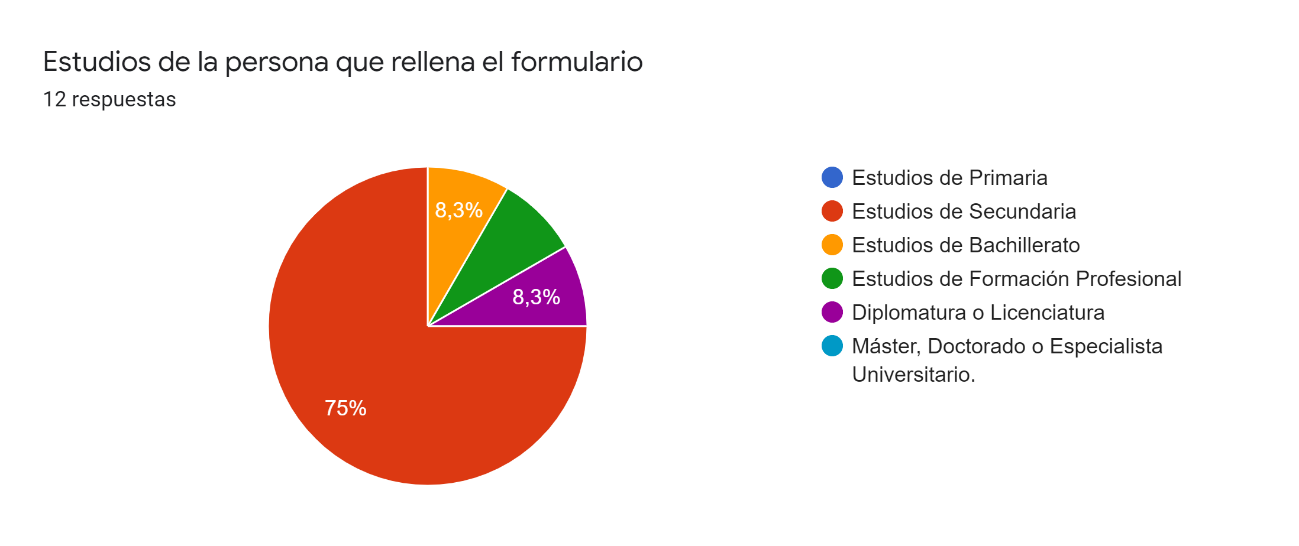 Estudios de la persona que rellena el formulario
12 respuestas
8,3%
8,3%
75%
Estudios de Primaria
Estudios de Secundaria
Estudios de Bachillerato
Estudios de Formación Profesional
Diplomatura o Licenciatura
Máster, Doctorado o Especialista
Universitario.